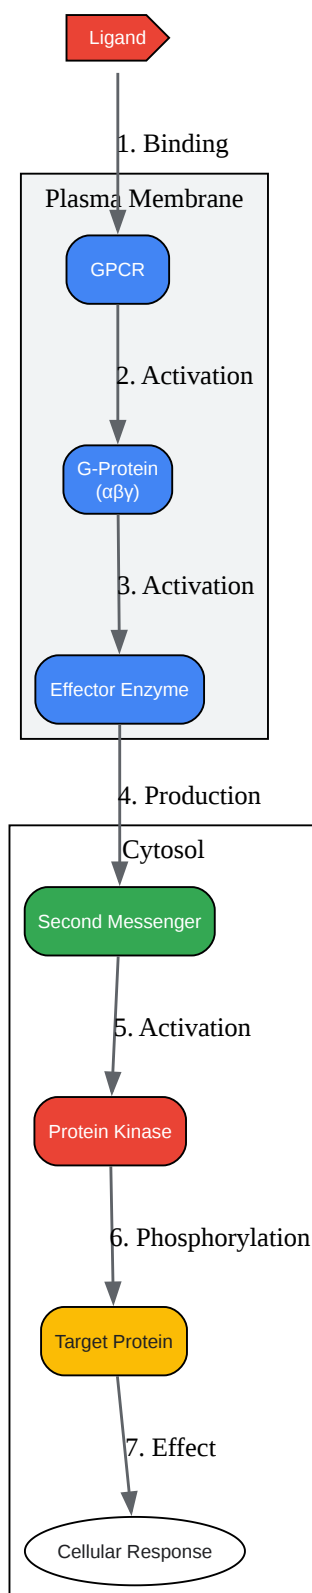 Ligand
1. Binding
Plasma Membrane
GPCR
2. Activation
G-Protein
(αβγ)
3. Activation
Effector Enzyme
4. Production
Cytosol
Second Messenger
5. Activation
Protein Kinase
6. Phosphorylation
Target Protein
7. Effect
Cellular Response